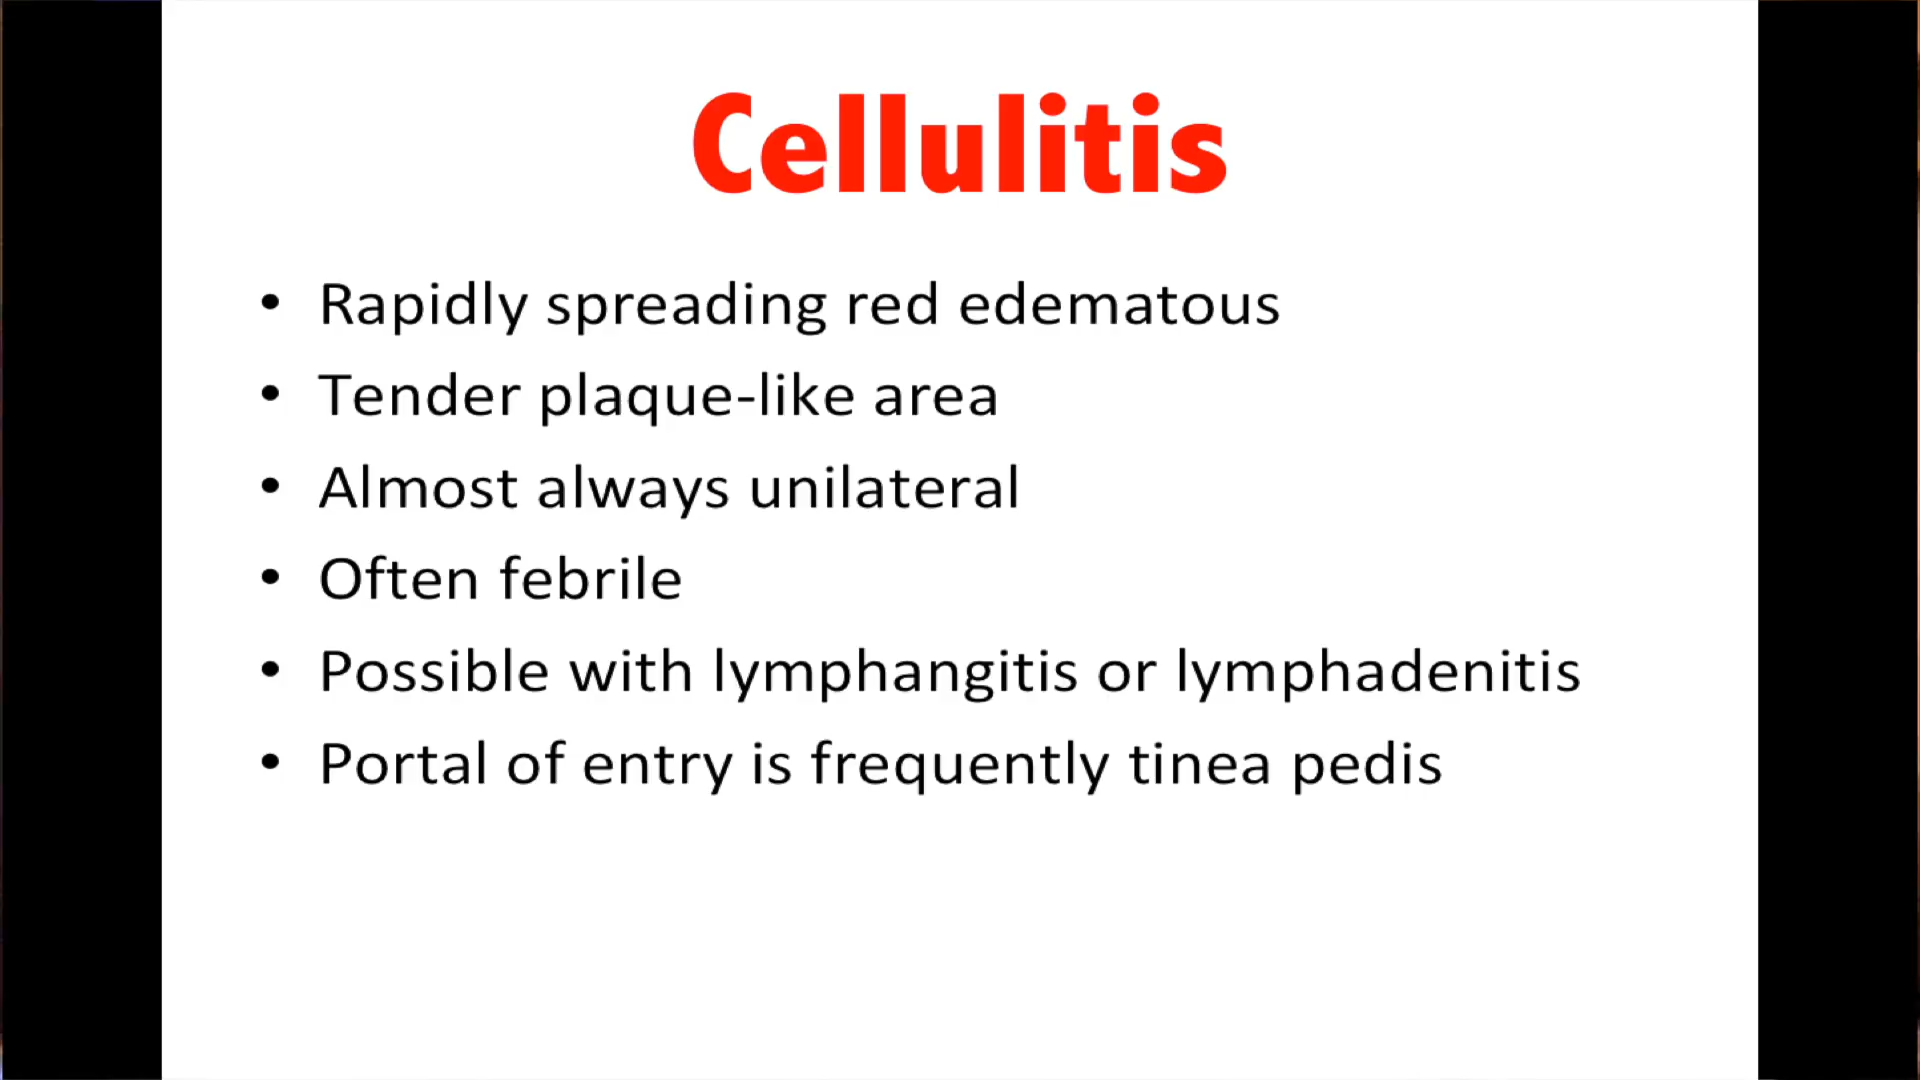 Cellulitis
• Rapidly spreading red edematous
• Tender plaque-like area
• Almost always unilateral
• Often febrile
• Possible with lymphangitis or lymphadenitis
• Portal of entry is frequently tinea pedis